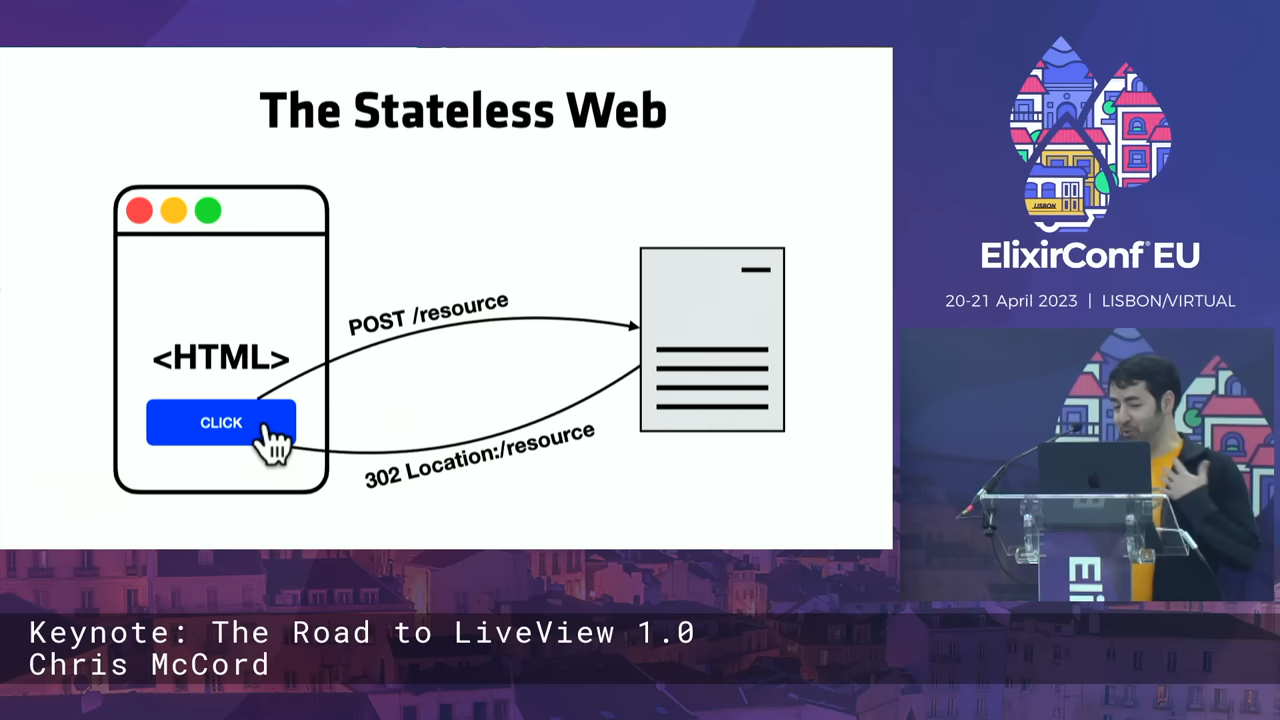 The Stateless Web
POST /resource
<HTML>
CLICK
302 Location:/resource
LISBON
ElixirConf® EU
20-21 April 2023 | LISBON/VIRTUAL
Eli
Keynote: The Road to LiveView 1.0
Chris McCord